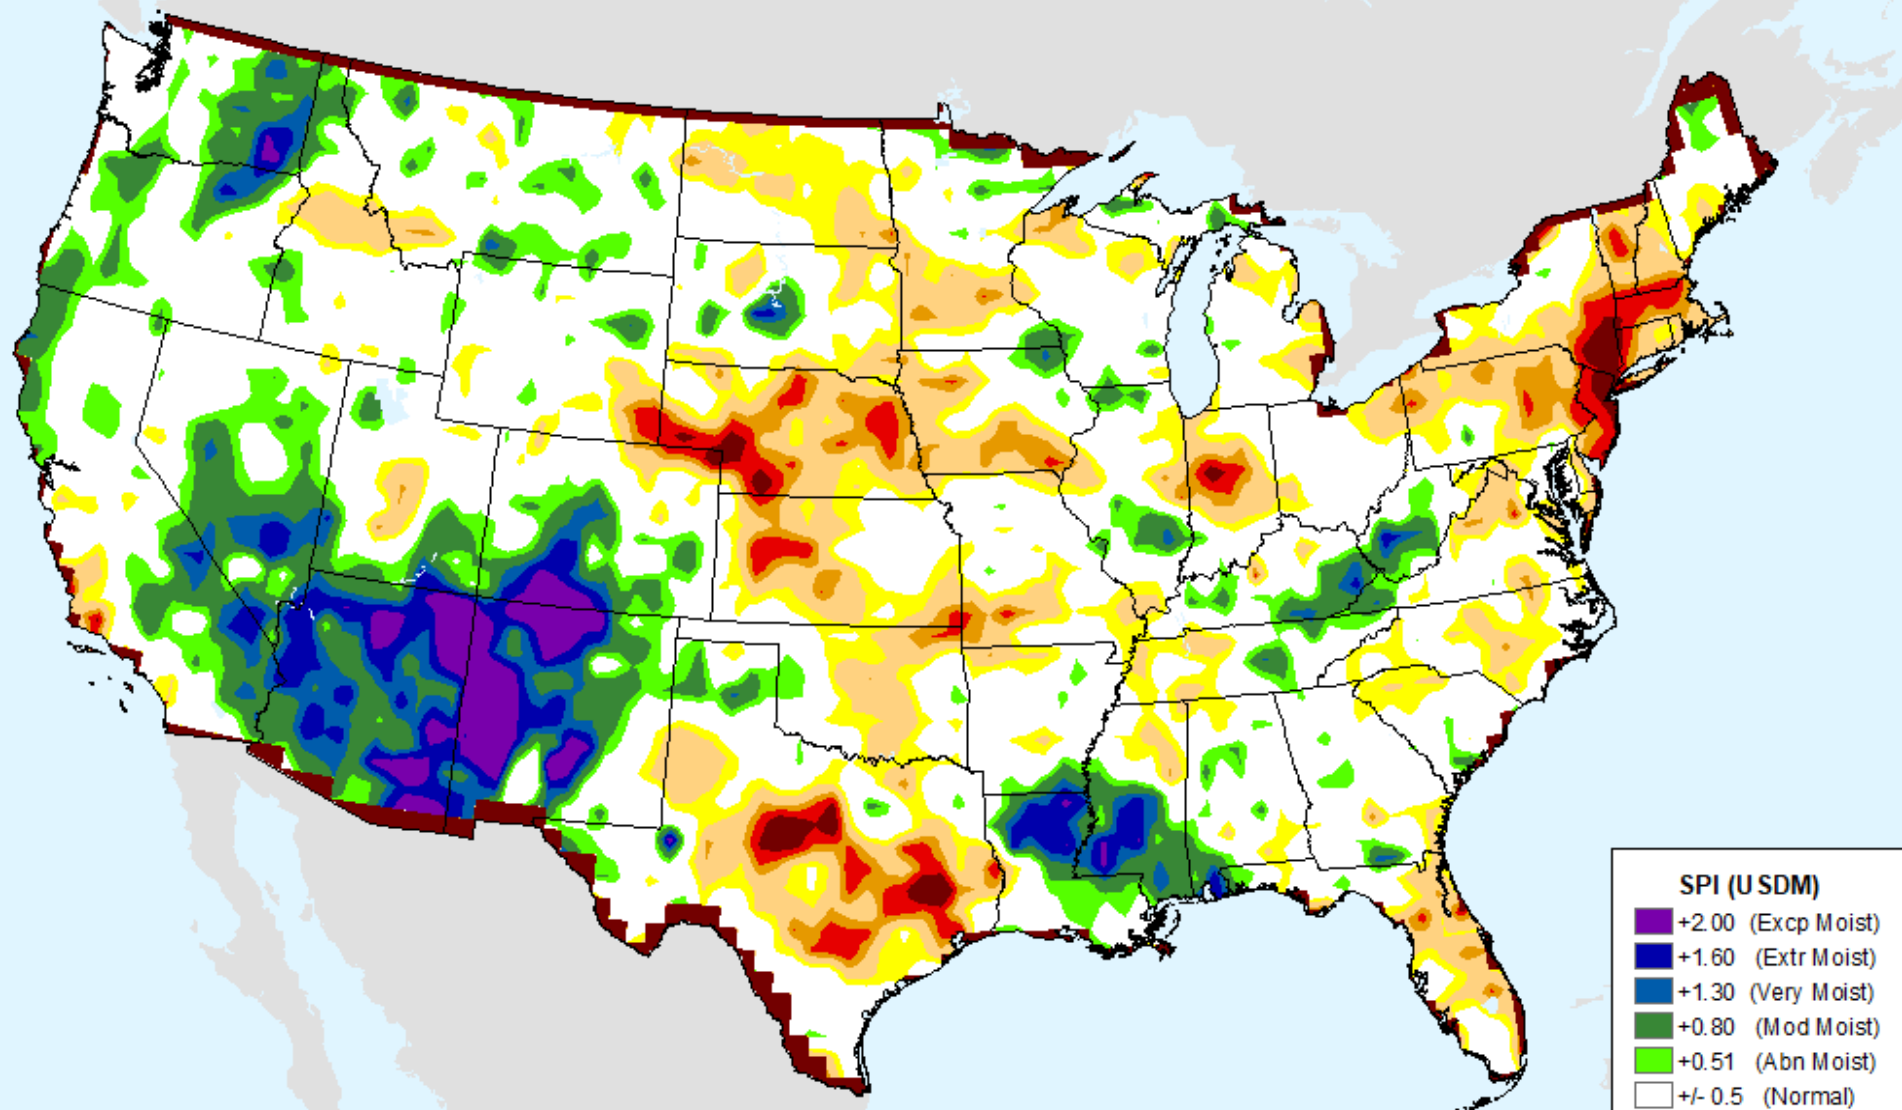 SPI (USDM)
+2.00 (Excp Moist)
+1.60 (Extr Moist)
+1.30 (Very Moist)
+0.80 (Mod Moist)
+0.51 (Abn Moist)
+/- 0.5 (Normal)